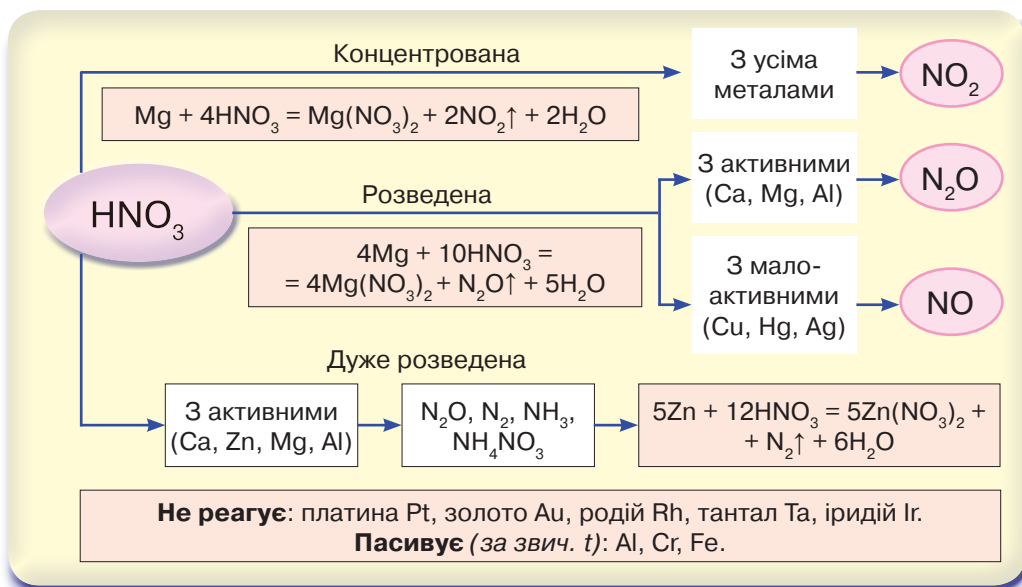 Концентрована
З усіма
металами
NO₂
Mg + 4HNO₃ = Mg(NO₃)₂ + 2NO₂↑ + 2H₂O
HNO₃
Розведена
З активними
(Ca, Mg, Al)
N₂O
4Mg + 10HNO₃ =
= 4Mg(NO₃)₂ + N₂O↑ + 5H₂O
З мало-
активними
(Cu, Hg, Ag)
NO
Дуже розведена
З активними
(Ca, Zn, Mg, Al)
N₂O, N₂, NH₃,
NH₄NO₃
5Zn + 12HNO₃ = 5Zn(NO₃)₂ +
+ N₂↑ + 6H₂O
Не реагує: платина Pt, золото Au, родій Rh, тантал Ta, іридій Ir.
Пасивує (за звич. t): Al, Cr, Fe.